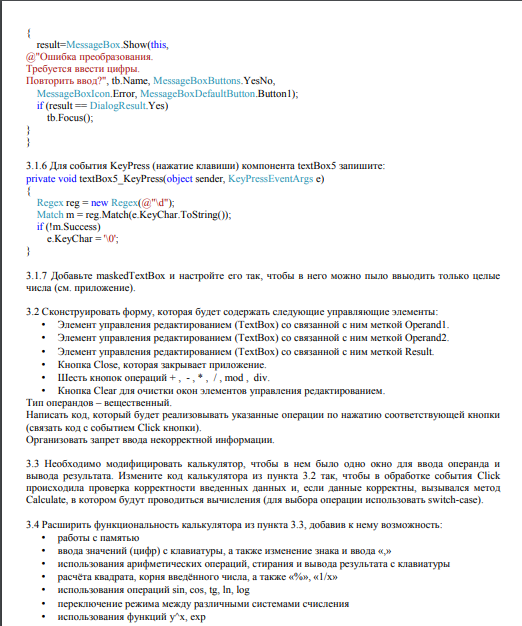 {
result=MessageBox.Show(this,
@"Ошибка преобразования.
Требуется ввести цифры.
Повторить ввод?", tb.Name, MessageBoxButtons.YesNo,
MessageBoxIcon.Error, MessageBoxDefaultButton.Button1);
if (result == DialogResult.Yes)
tb.Focus();
}
}
3.1.6 Для события KeyPress (нажатие клавиши) компонента textBox5 запишите:
private void textBox5_KeyPress(object sender, KeyPressEventArgs e)
{
Regex reg = new Regex(@"\d");
Match m = reg.Match(e.KeyChar.ToString());
if (!m.Success)
e.KeyChar = '\0';
}
3.1.7 Добавьте maskedTextBox и настройте его так, чтобы в него можно пыло ввыодить только целые
числа (см. приложение).
3.2 Сконструировать форму, которая будет содержать следующие управляющие элементы:
• Элемент управления редактированием (TextBox) со связанной с ним меткой Operand1.
• Элемент управления редактированием (TextBox) со связанной с ним меткой Operand2.
• Элемент управления редактированием (TextBox) со связанной с ним меткой Result.
• Кнопка Close, которая закрывает приложение.
• Шесть кнопок операций + , - , * , / , mod , div.
• Кнопка Clear для очистки окон элементов управления редактированием.
Тип операндов – вещественный.
Написать код, который будет реализовывать указанные операции по нажатию соответствующей кнопки
(связать код с событием Click кнопки).
Организовать запрет ввода некорректной информации.
3.3 Необходимо модифицировать калькулятор, чтобы в нем было одно окно для ввода операнда и
вывода результата. Измените код калькулятора из пункта 3.2 так, чтобы в обработке события Click
происходила проверка корректности введенных данных и, если данные корректны, вызывался метод
Calculate, в котором будут проводиться вычисления (для выбора операции использовать switch-case).
3.4 Расширить функциональность калькулятора из пункта 3.3, добавив к нему возможность:
• работы с памятью
• ввода значений (цифр) с клавиатуры, а также изменение знака и ввода «,»
• использования арифметических операций, стирания и вывода результата с клавиатуры
• расчёта квадрата, корня введённого числа, а также «%», «1/x»
• использования операций sin, cos, tg, ln, log
• переключение режима между различными системами счисления
• использования функций y^x, exp